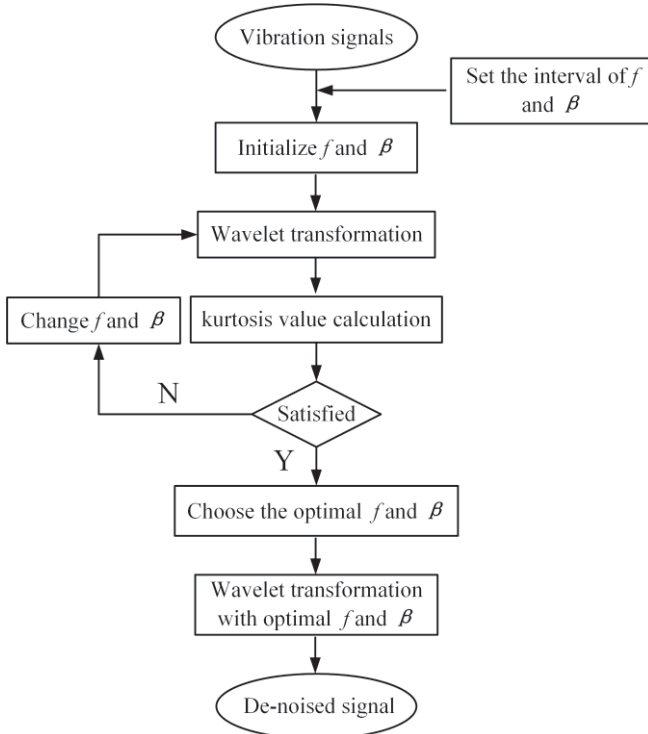 Vibration signals
Set the interval of f
and β
Initialize f and β
Wavelet transformation
Change f and β
kurtosis value calculation
N
Satisfied
Y
Choose the optimal f and β
Wavelet transformation
with optimal f and β
De-noised signal